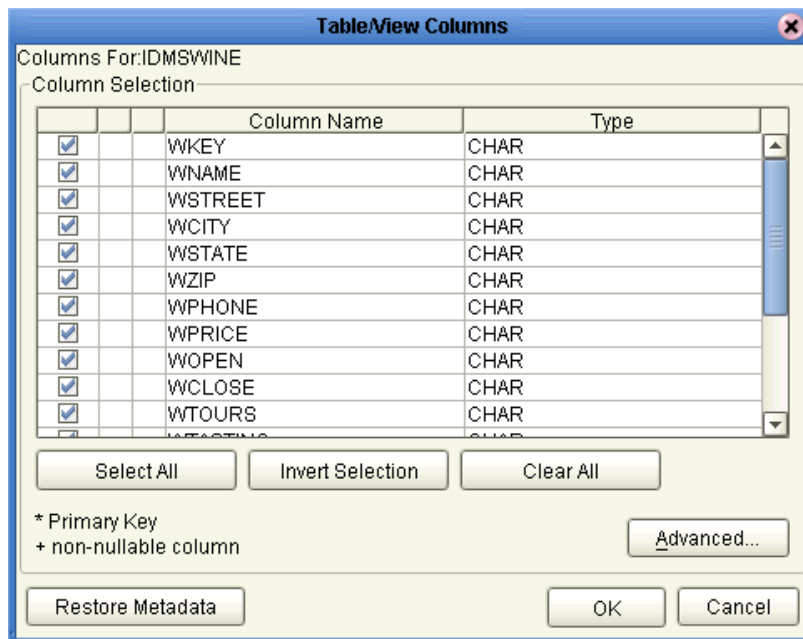 Table/View Columns
Columns For:IDMSWINE
Column Selection
Column Name Type
WKEY CHAR
WNAME CHAR
WSTREET CHAR
WCITY CHAR
WSTATE CHAR
WZIP CHAR
WPHONE CHAR
WPRICE CHAR
WOPEN CHAR
WCLOSE CHAR
WTOURS CHAR
Select All Invert Selection Clear All
* Primary Key
+ non-nullable column
Advanced...
Restore Metadata OK Cancel